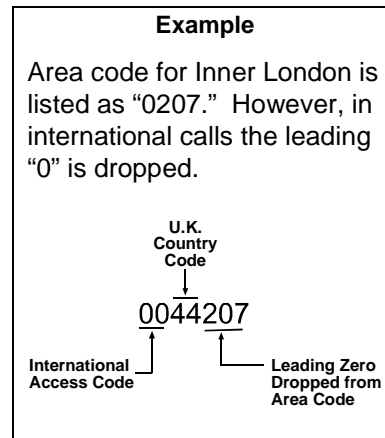 Example
Area code for Inner London is
listed as “0207.” However, in
international calls the leading
“0” is dropped.
U.K.
Country
Code
0044207
International
Access Code
Leading Zero
Dropped from
Area Code